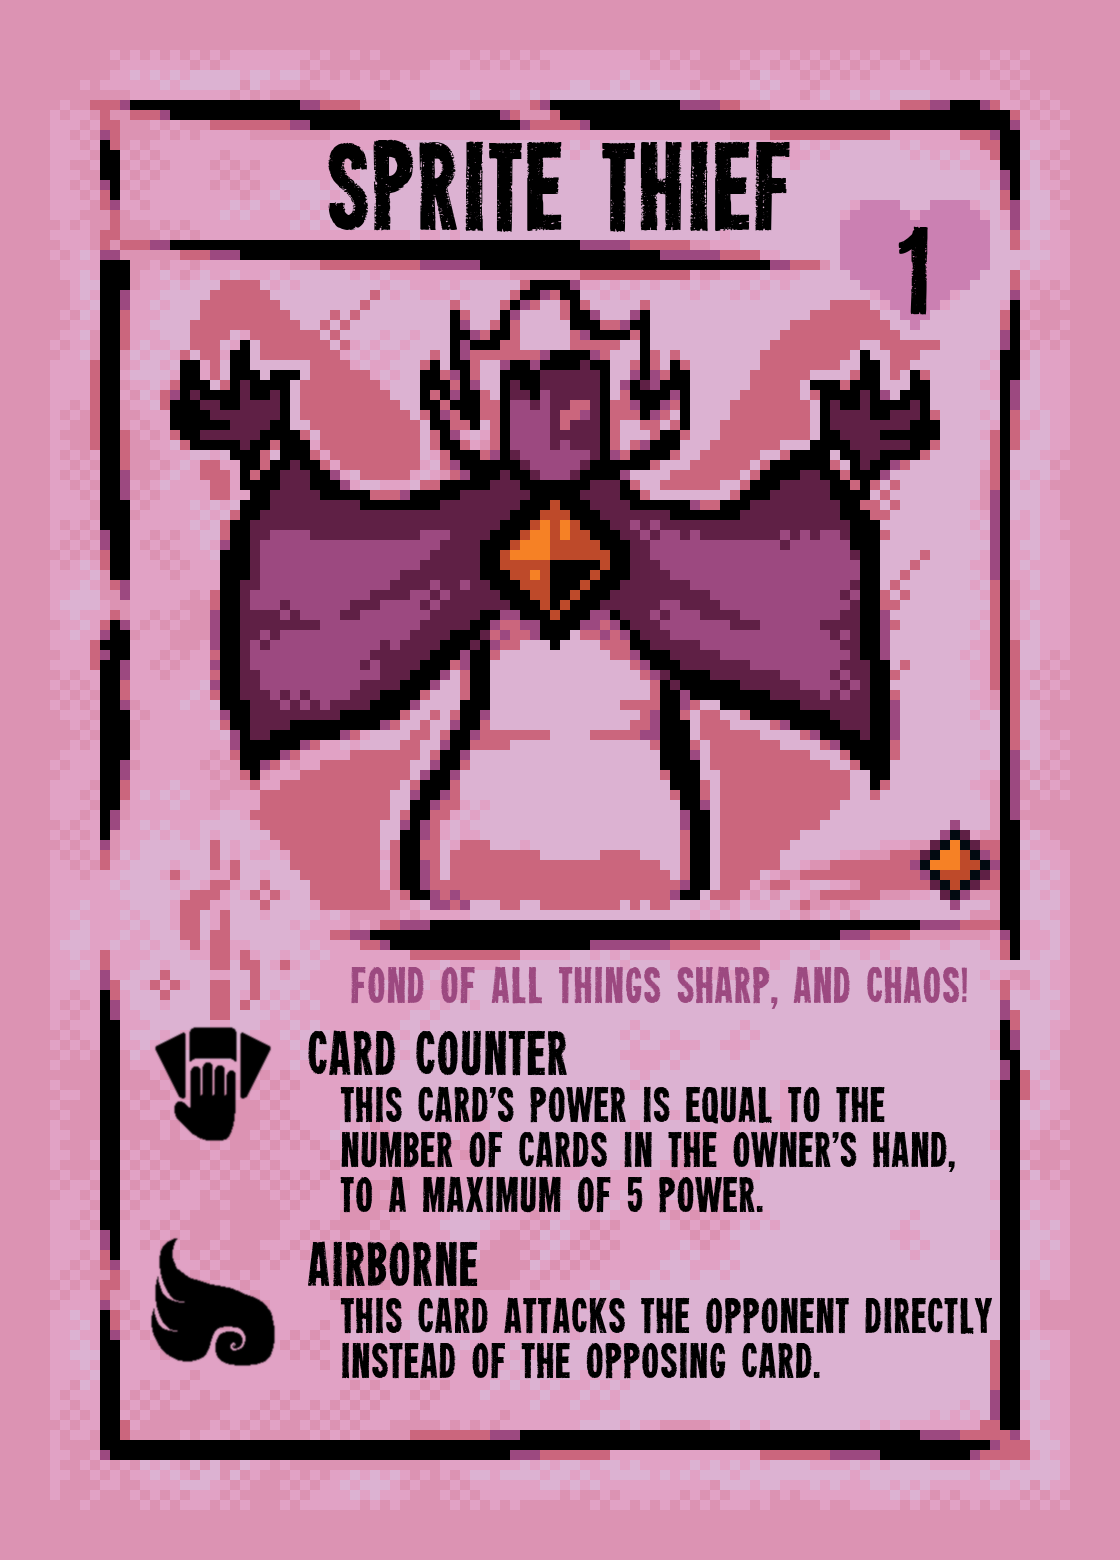 SPRITE THIEF
1
FOND OF ALL THINGS SHARP, AND CHAOS!
CARD COUNTER
THIS CARD'S POWER IS EQUAL TO THE
NUMBER OF CARDS IN THE OWNER'S HAND,
TO A MAXIMUM OF 5 POWER.
AIRBORNE
THIS CARD ATTACKS THE OPPONENT DIRECTLY
INSTEAD OF THE OPPOSING CARD.